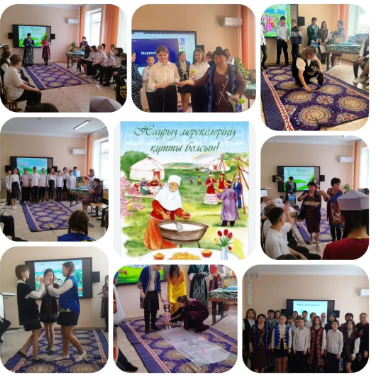 Наурыз мерекелеріңіз
құтты болсын!